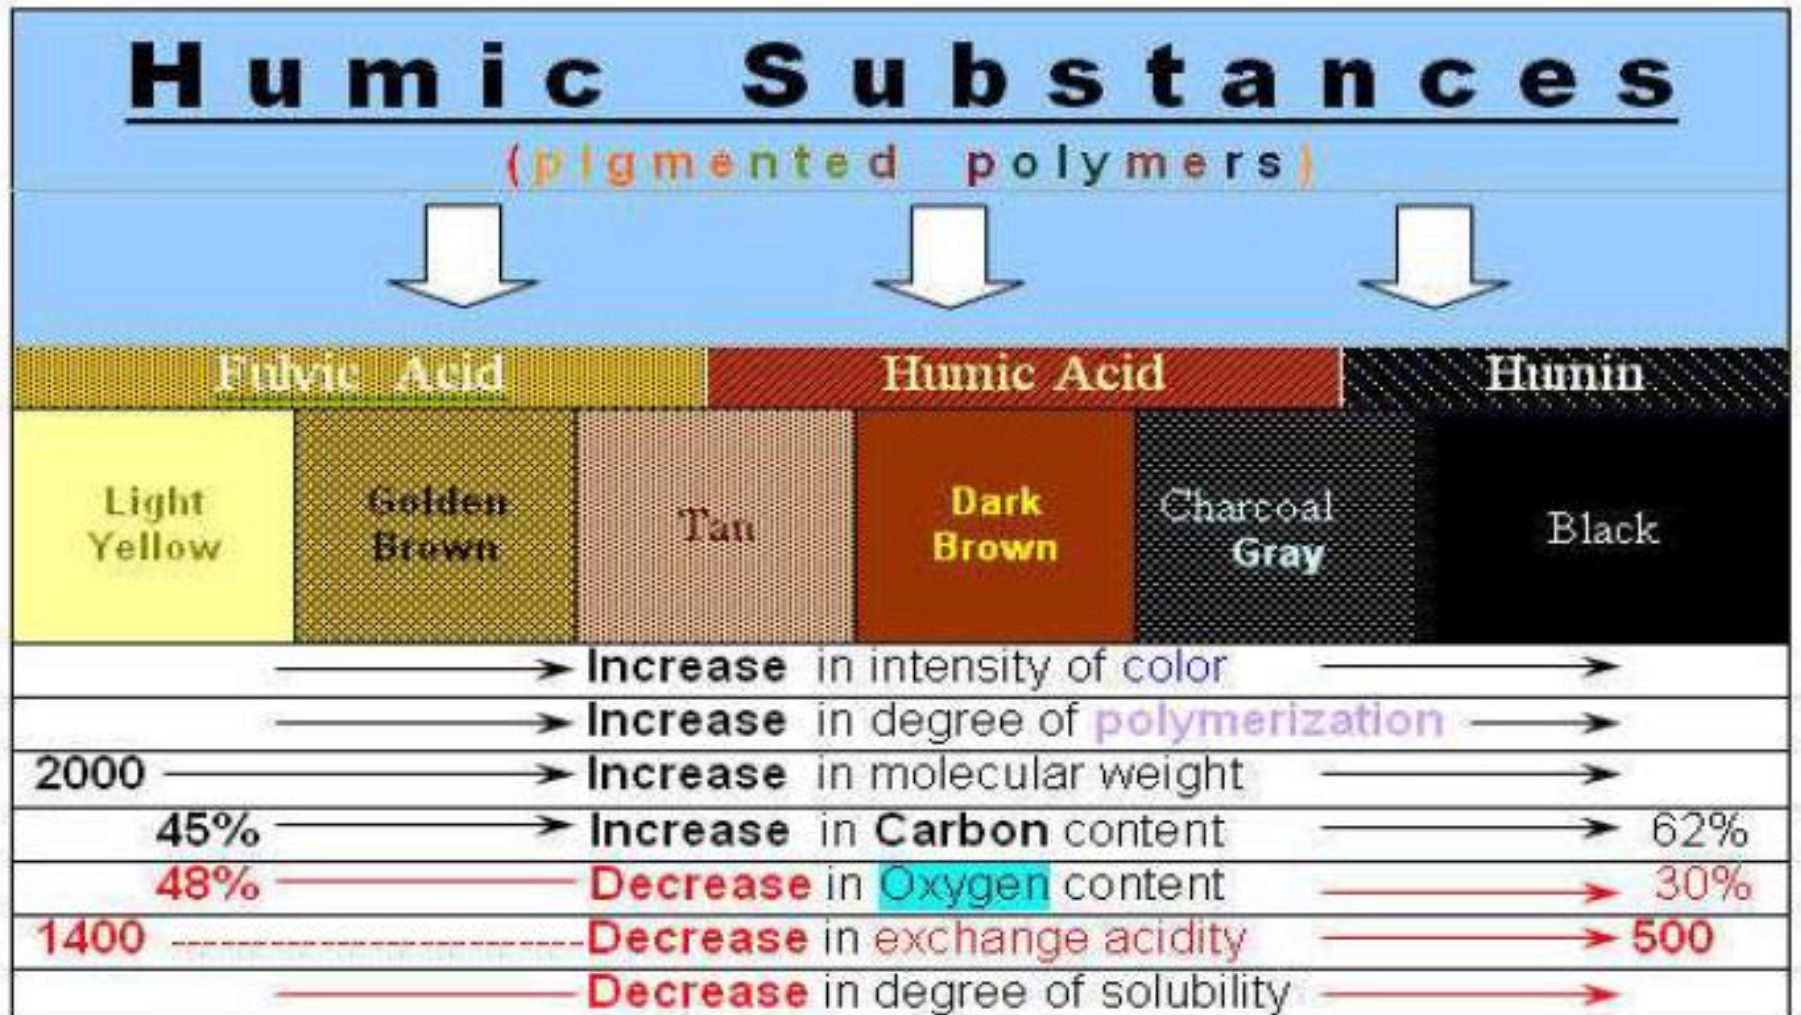 Humic Substances
(pigmented polymers)
Fulvic Acid Humic Acid Humin
Light Yellow
Golden Brown
Tan
Dark Brown
Charcoal Gray
Black
Increase in intensity of color
Increase in degree of polymerization
2000 Increase in molecular weight
45% Increase in Carbon content 62%
48% Decrease in Oxygen content 30%
1400 Decrease in exchange acidity 500
Decrease in degree of solubility